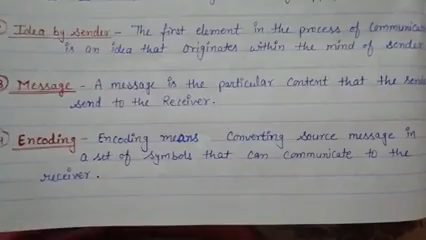 Idea by sender - The first element in the process of Communica
is an idea that originates within the mind of sender
Message - A message is the particular content that the send
send to the Receiver.
Encoding - Encoding means Converting source message in
a set of symbols that can communicate to the
receiver.